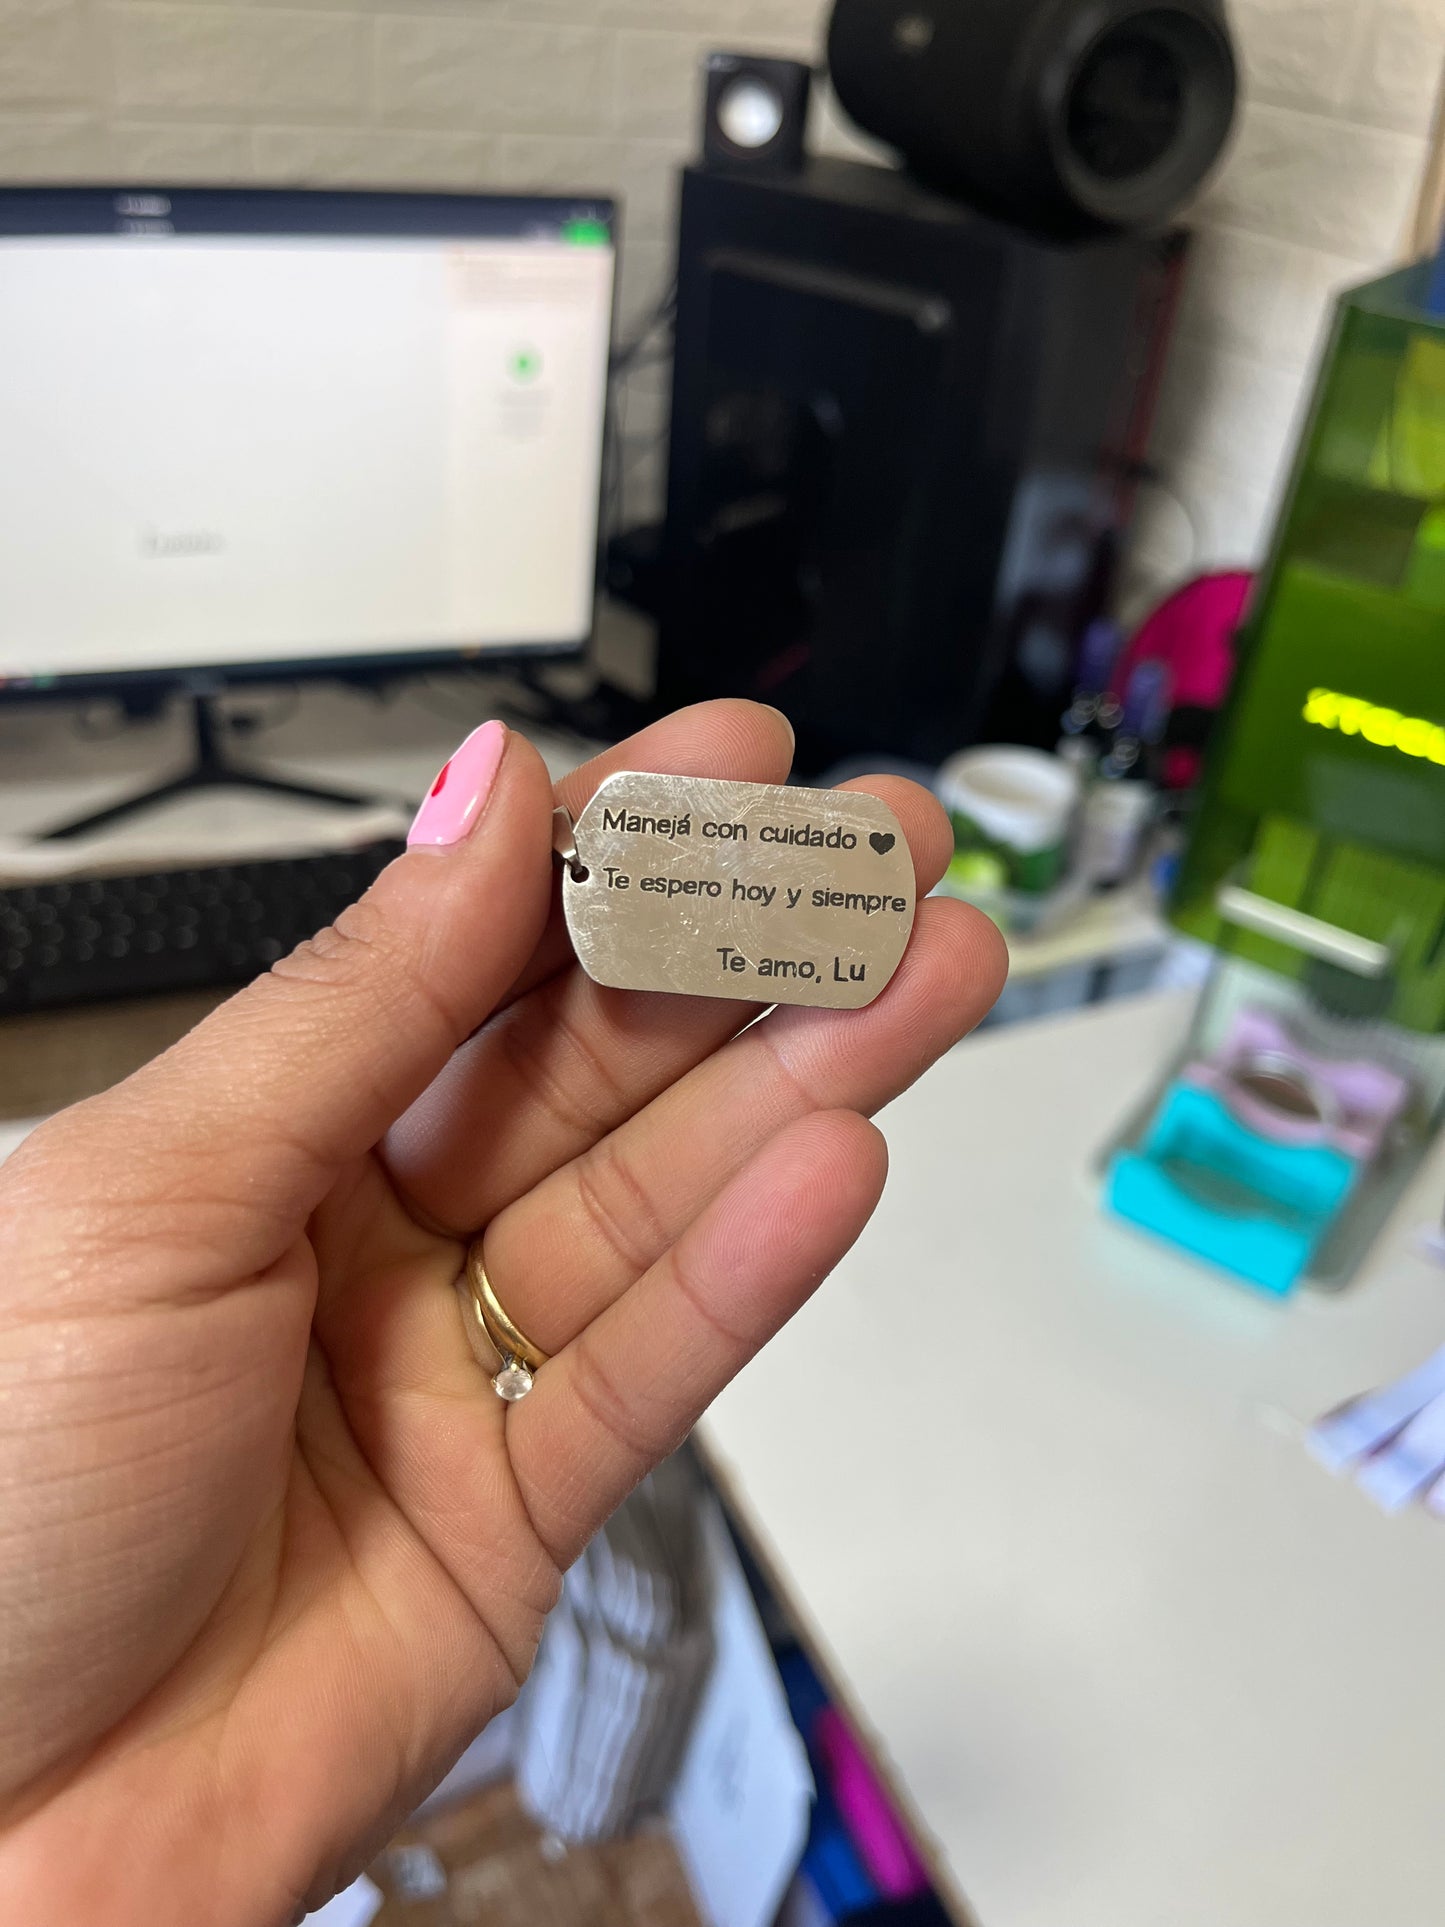 Manejá con cuidado ♥
Te espero hoy y siempre
Te amo, Lu